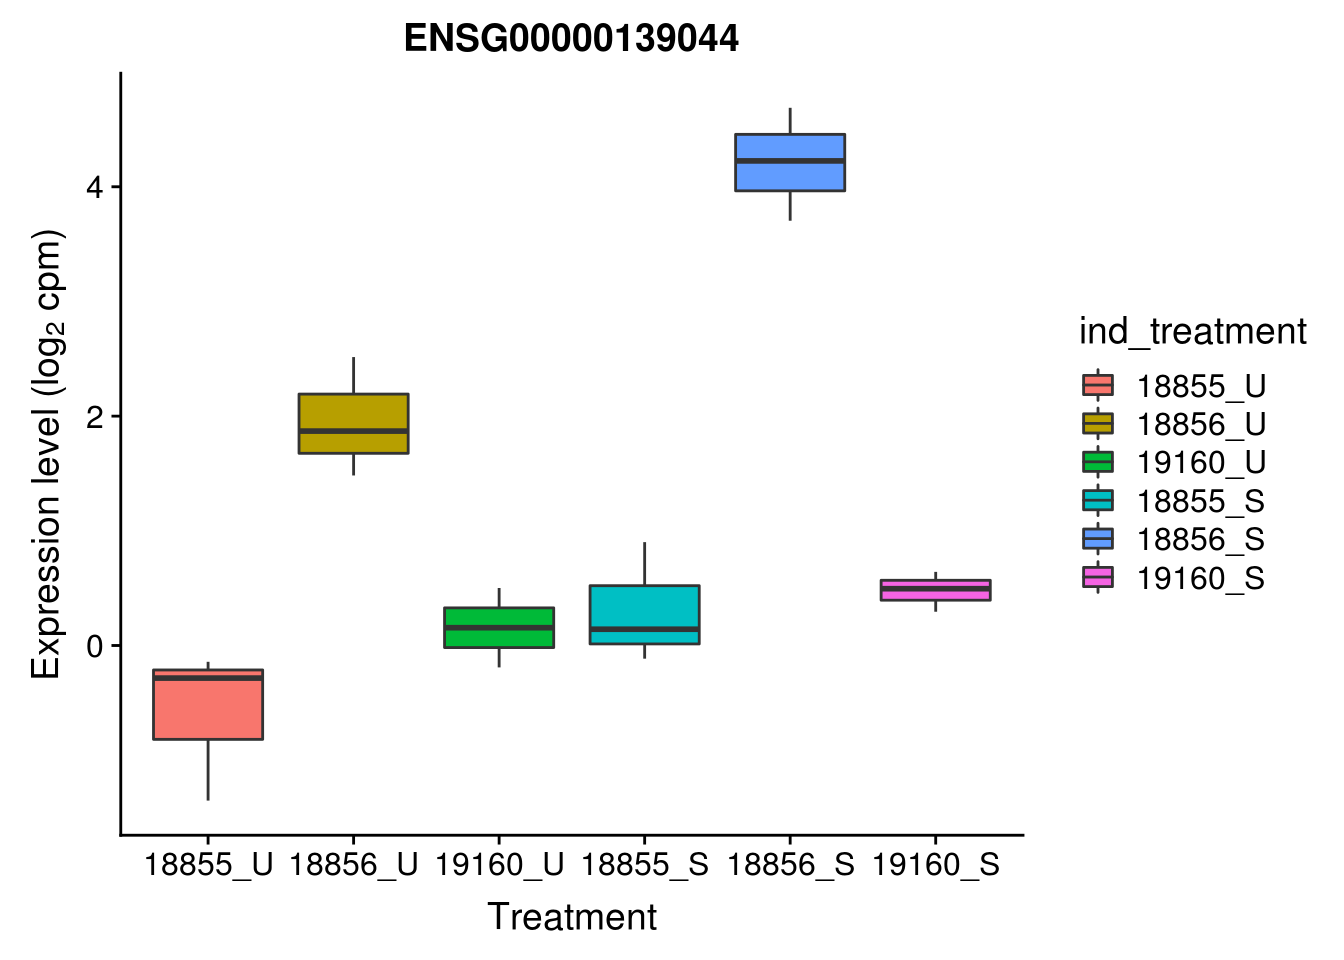 ENSG00000139044
Expression level (log₂ cpm)
4
2
0
18855_U 18856_U 19160_U 18855_S 18856_S 19160_S
Treatment
ind_treatment
18855_U
18856_U
19160_U
18855_S
18856_S
19160_S